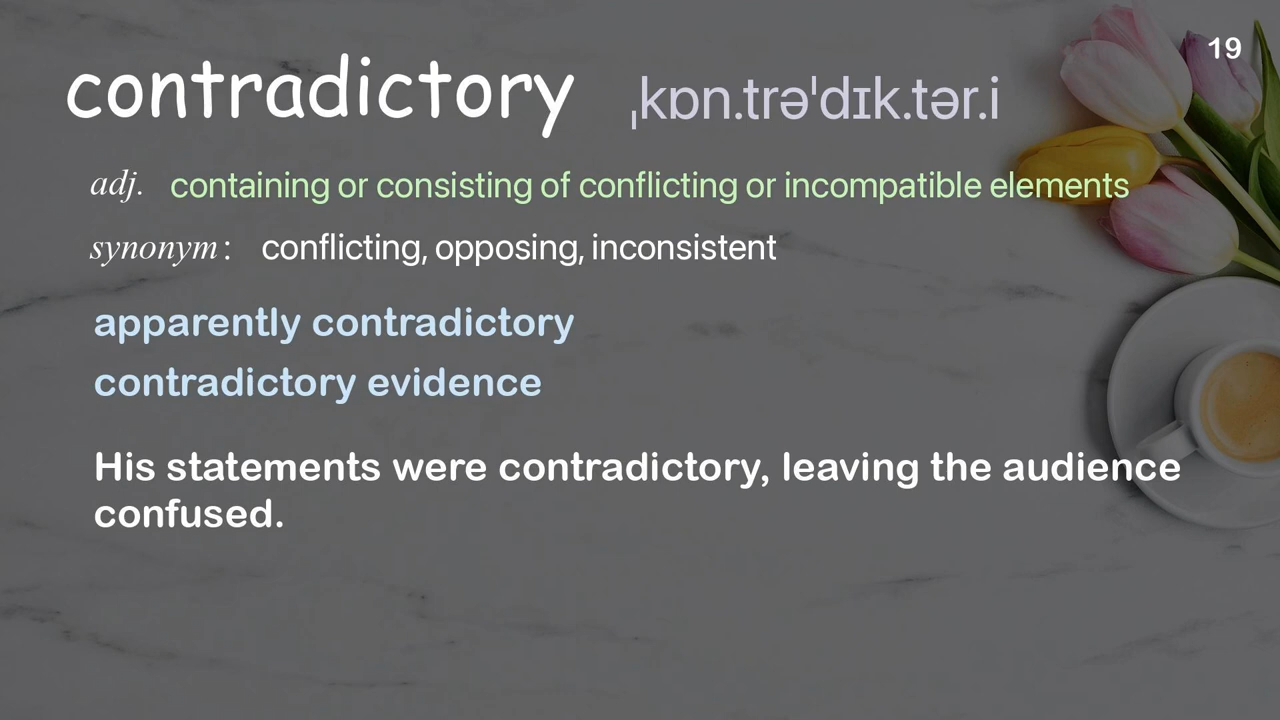 19
contradictory ˌkɒn.trəˈdɪk.tər.i
adj. containing or consisting of conflicting or incompatible elements
synonym: conflicting, opposing, inconsistent
apparently contradictory
contradictory evidence
His statements were contradictory, leaving the audience
confused.